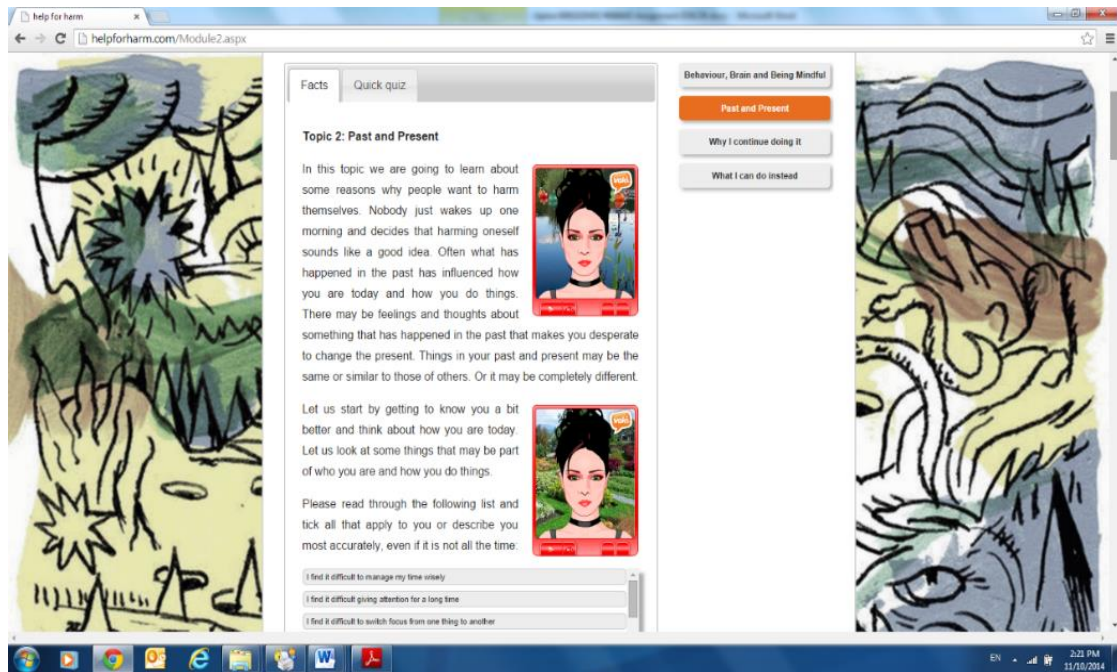 help for harm
helpforharm.com/Module2.aspx
Facts
Quick quiz
Behaviour, Brain and Being Mindful
Past and Present
Why I continue doing it
What I can do instead
Topic 2: Past and Present
In this topic we are going to learn about
some reasons why people want to harm
themselves. Nobody just wakes up one
morning and decides that harming oneself
sounds like a good idea. Often what has
happened in the past has influenced how
you are today and how you do things.
There may be feelings and thoughts about
something that has happened in the past that makes you desperate
to change the present. Things in your past and present may be the
same or similar to those of others. Or it may be completely different.
Let us start by getting to know you a bit
better and think about how you are today.
Let us look at some things that may be part
of who you are and how you do things.
Please read through the following list and
tick all that apply to you or describe you
most accurately, even if it is not all the time:
I find it difficult to manage my time wisely
I find it difficult giving attention for a long time
I find it difficult to switch focus from one thing to another
EN
2:21 PM
11/10/2014